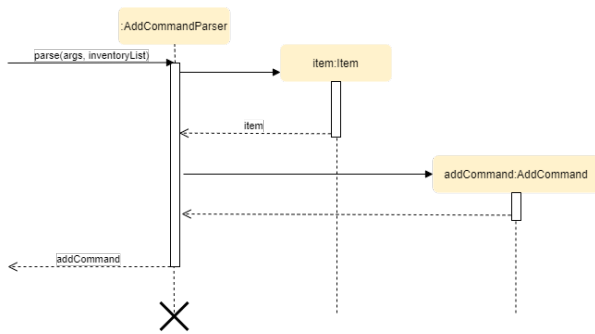 :AddCommandParser
parse(args, inventoryList)
item:Item
item
addCommand:AddCommand
addCommand